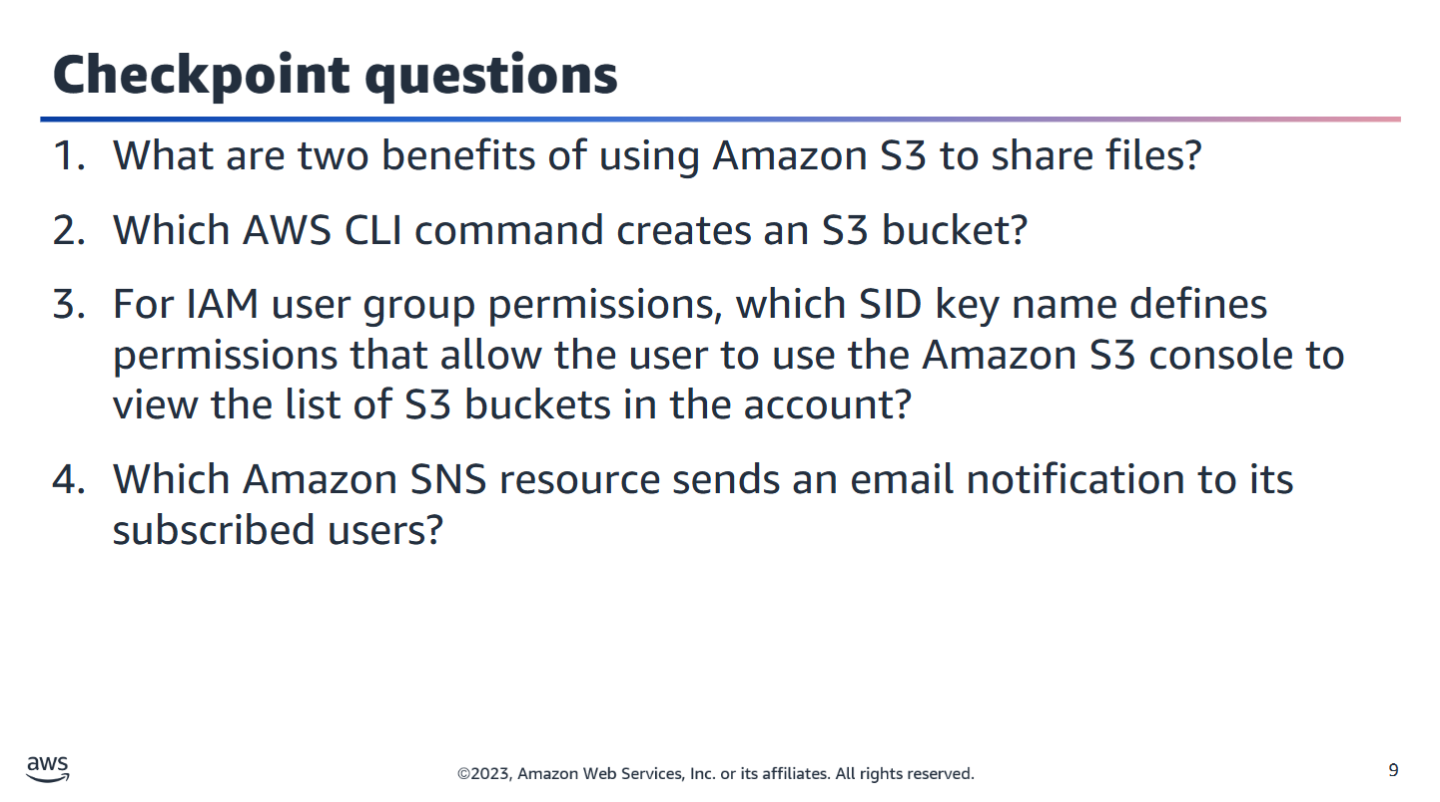 Checkpoint questions
1. What are two benefits of using Amazon S3 to share files?
2. Which AWS CLI command creates an S3 bucket?
3. For IAM user group permissions, which SID key name defines
permissions that allow the user to use the Amazon S3 console to
view the list of S3 buckets in the account?
4. Which Amazon SNS resource sends an email notification to its
subscribed users?
aws
©2023, Amazon Web Services, Inc. or its affiliates. All rights reserved.
9